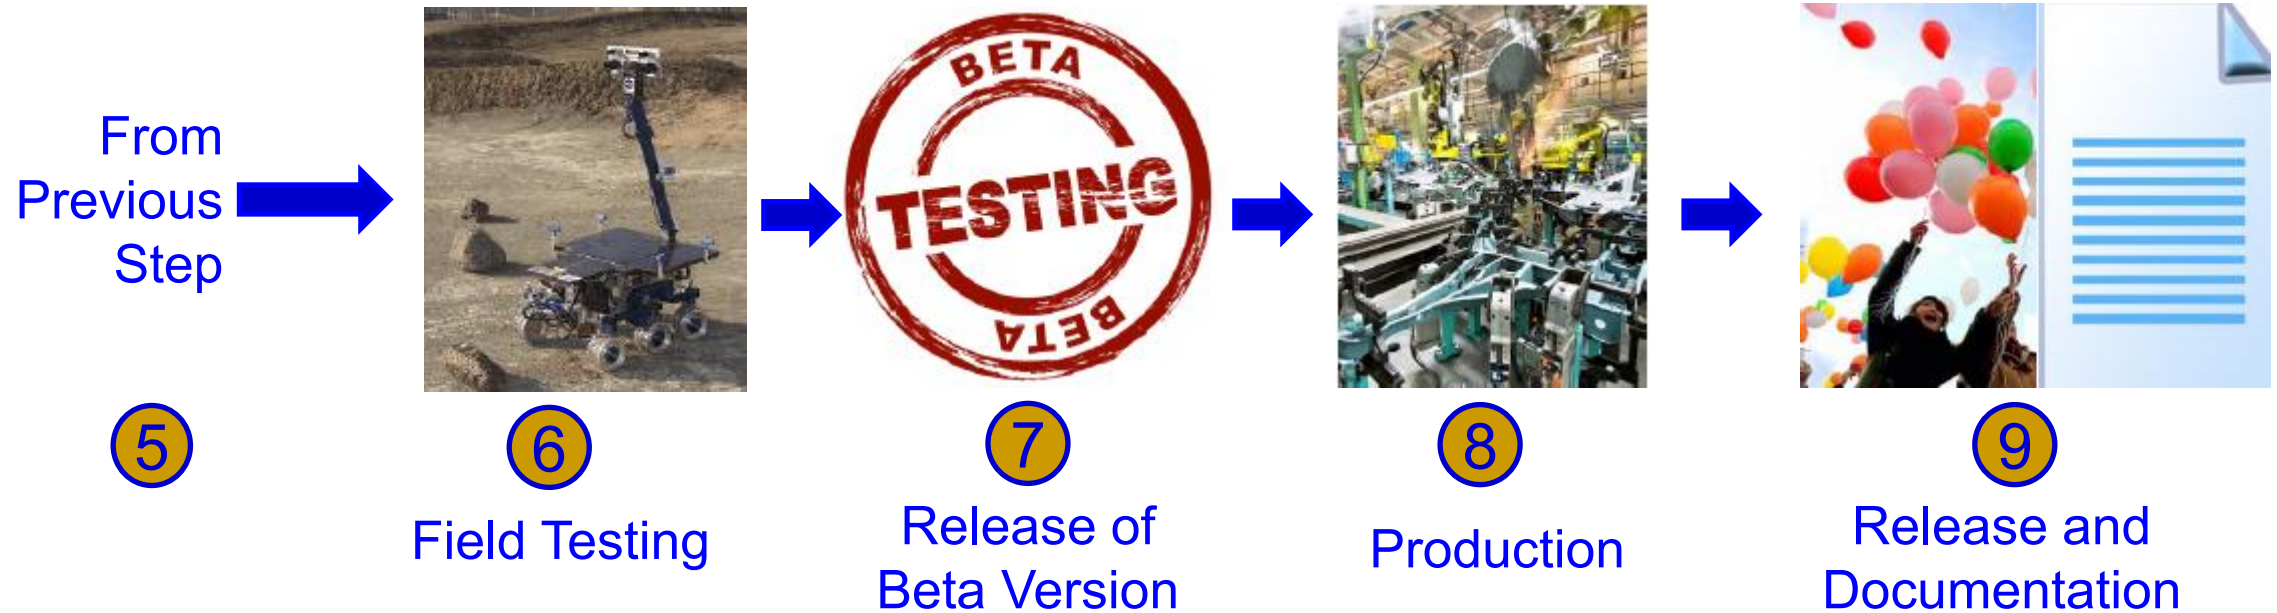 From
Previous
Step
BETA
TESTING
BETA
5
6
7
8
9
Field Testing
Release of
Beta Version
Production
Release and
Documentation